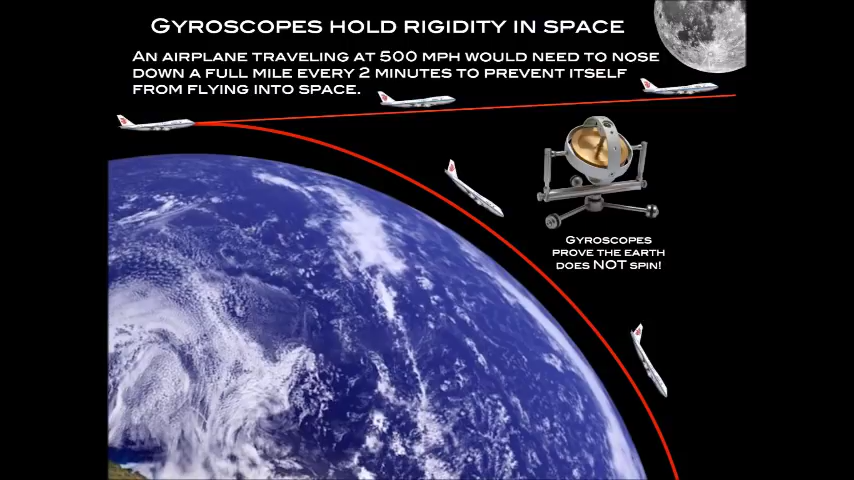 Gyroscopes hold rigidity in space
An airplane traveling at 500 mph would need to nose
down a full mile every 2 minutes to prevent itself
from flying into space.
Gyroscopes
prove the earth
does NOT spin!